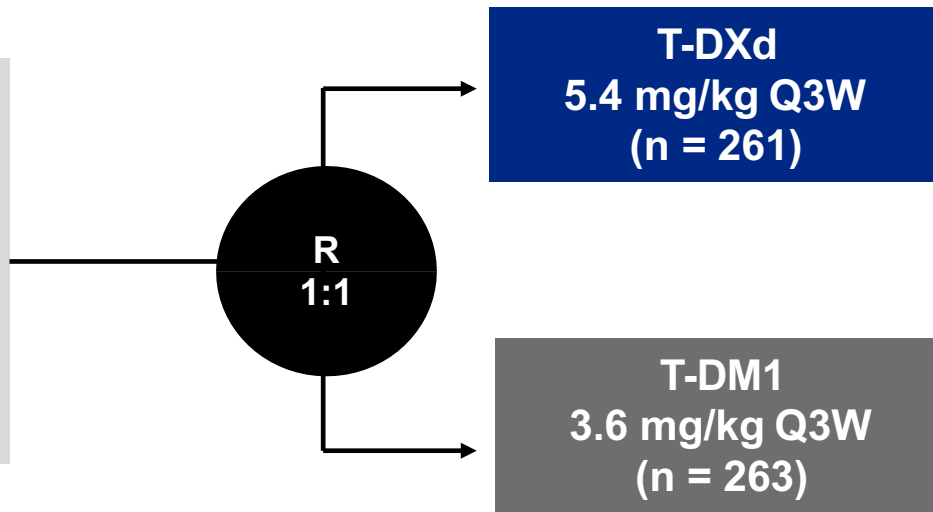 T-DXd
5.4 mg/kg Q3W
(n = 261)
R
1:1
T-DM1
3.6 mg/kg Q3W
(n = 263)